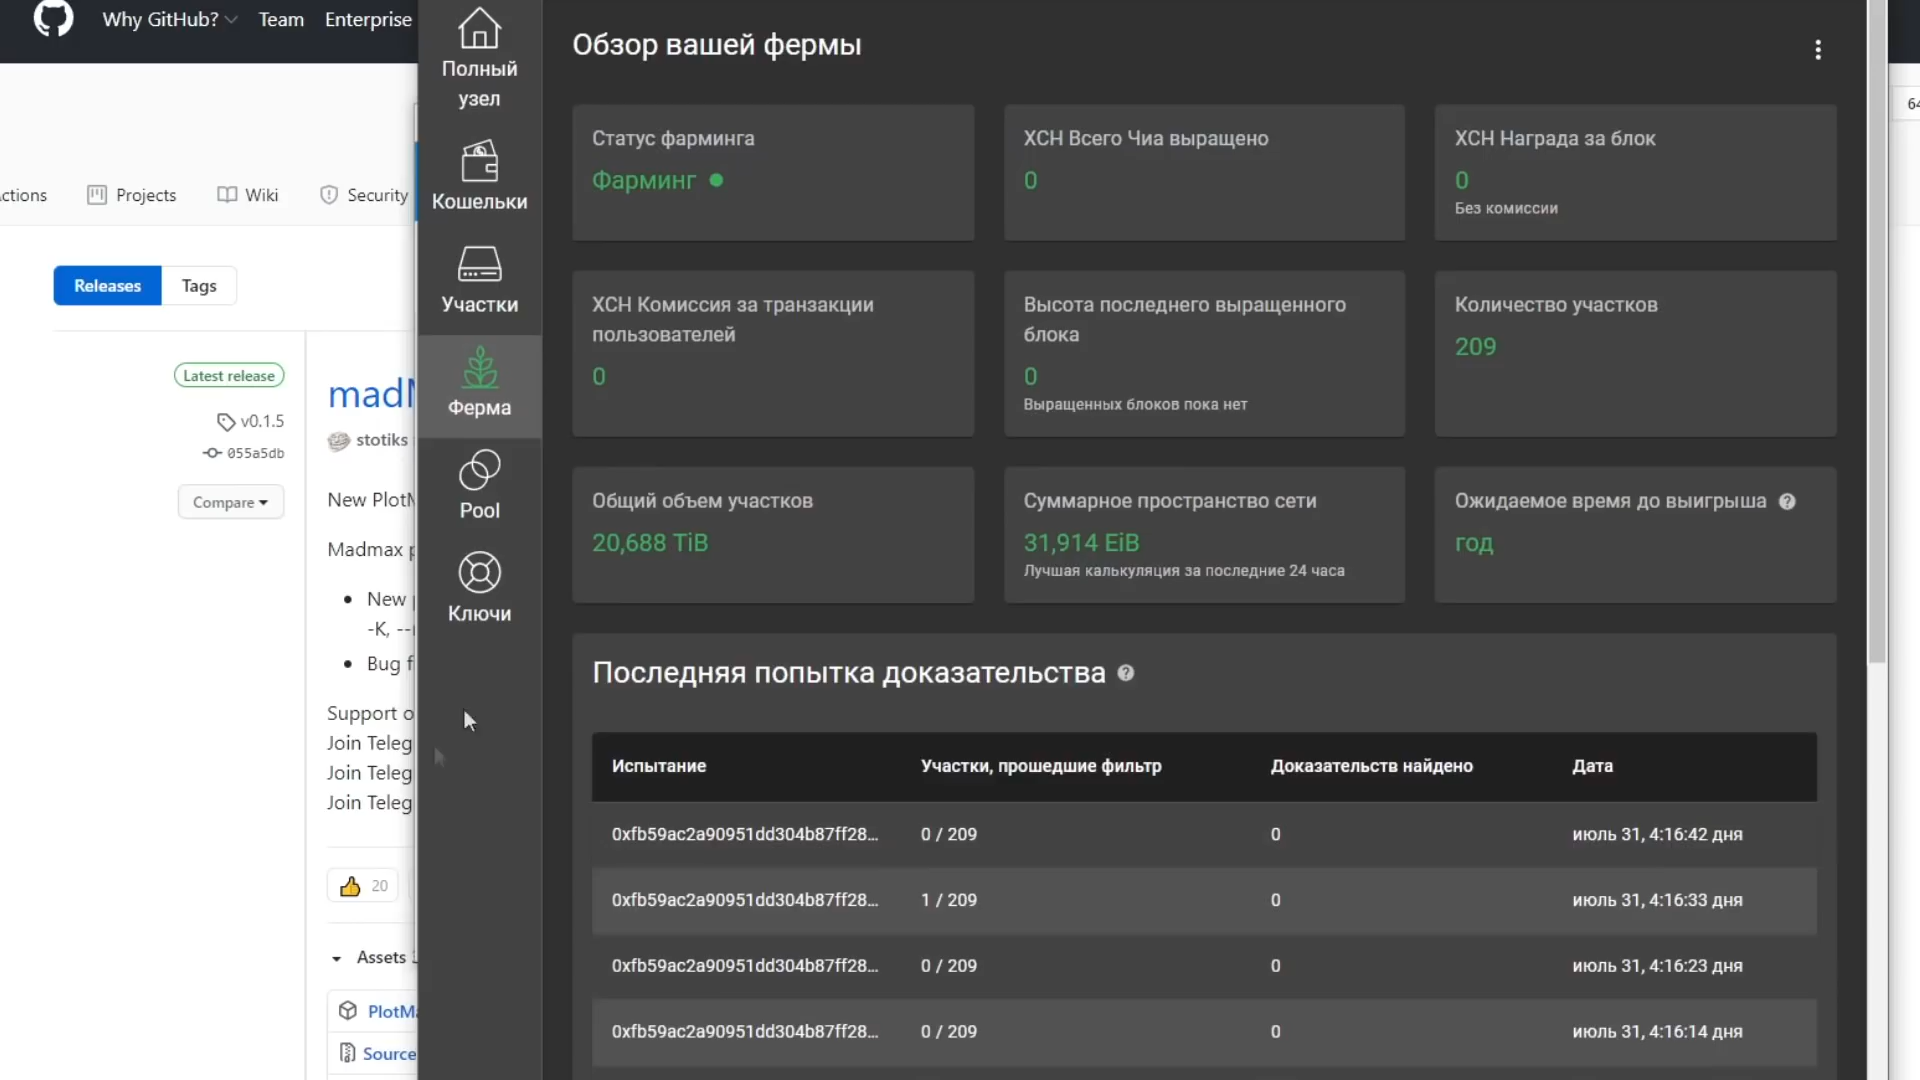 Why GitHub? Team Enterprise
ctions Projects Wiki Security
Releases Tags
Latest release
v0.1.5
055a5db
Compare
stotiks
New
Madmax
New
-K,
Bug
Support
Join
Join
Join
20
Assets
Source
Полный
узел
Кошельки
Участки
Ферма
Pool
Ключи
Обзор вашей фермы
Статус фарминга
Фарминг
XCH Всего Чиа выращено
0
XCH Награда за блок
0
Без комиссии
XCH Комиссия за транзакции
пользователей
0
Высота последнего выращенного
блока
0
Выращенных блоков пока нет
Количество участков
209
Общий объем участков
20,688 TiB
Суммарное пространство сети
31,914 EiB
Лучшая калькуляция за последние 24 часа
Ожидаемое время до выигрыша
год
Последняя попытка доказательства
Испытание Участки, прошедшие фильтр Доказательств найдено Дата
0xfb59ac2a90951dd304b87ff28... 0 / 209 0 июль 31, 4:16:42 дня
0xfb59ac2a90951dd304b87ff28... 1 / 209 0 июль 31, 4:16:33 дня
0xfb59ac2a90951dd304b87ff28... 0 / 209 0 июль 31, 4:16:23 дня
0xfb59ac2a90951dd304b87ff28... 0 / 209 0 июль 31, 4:16:14 дня